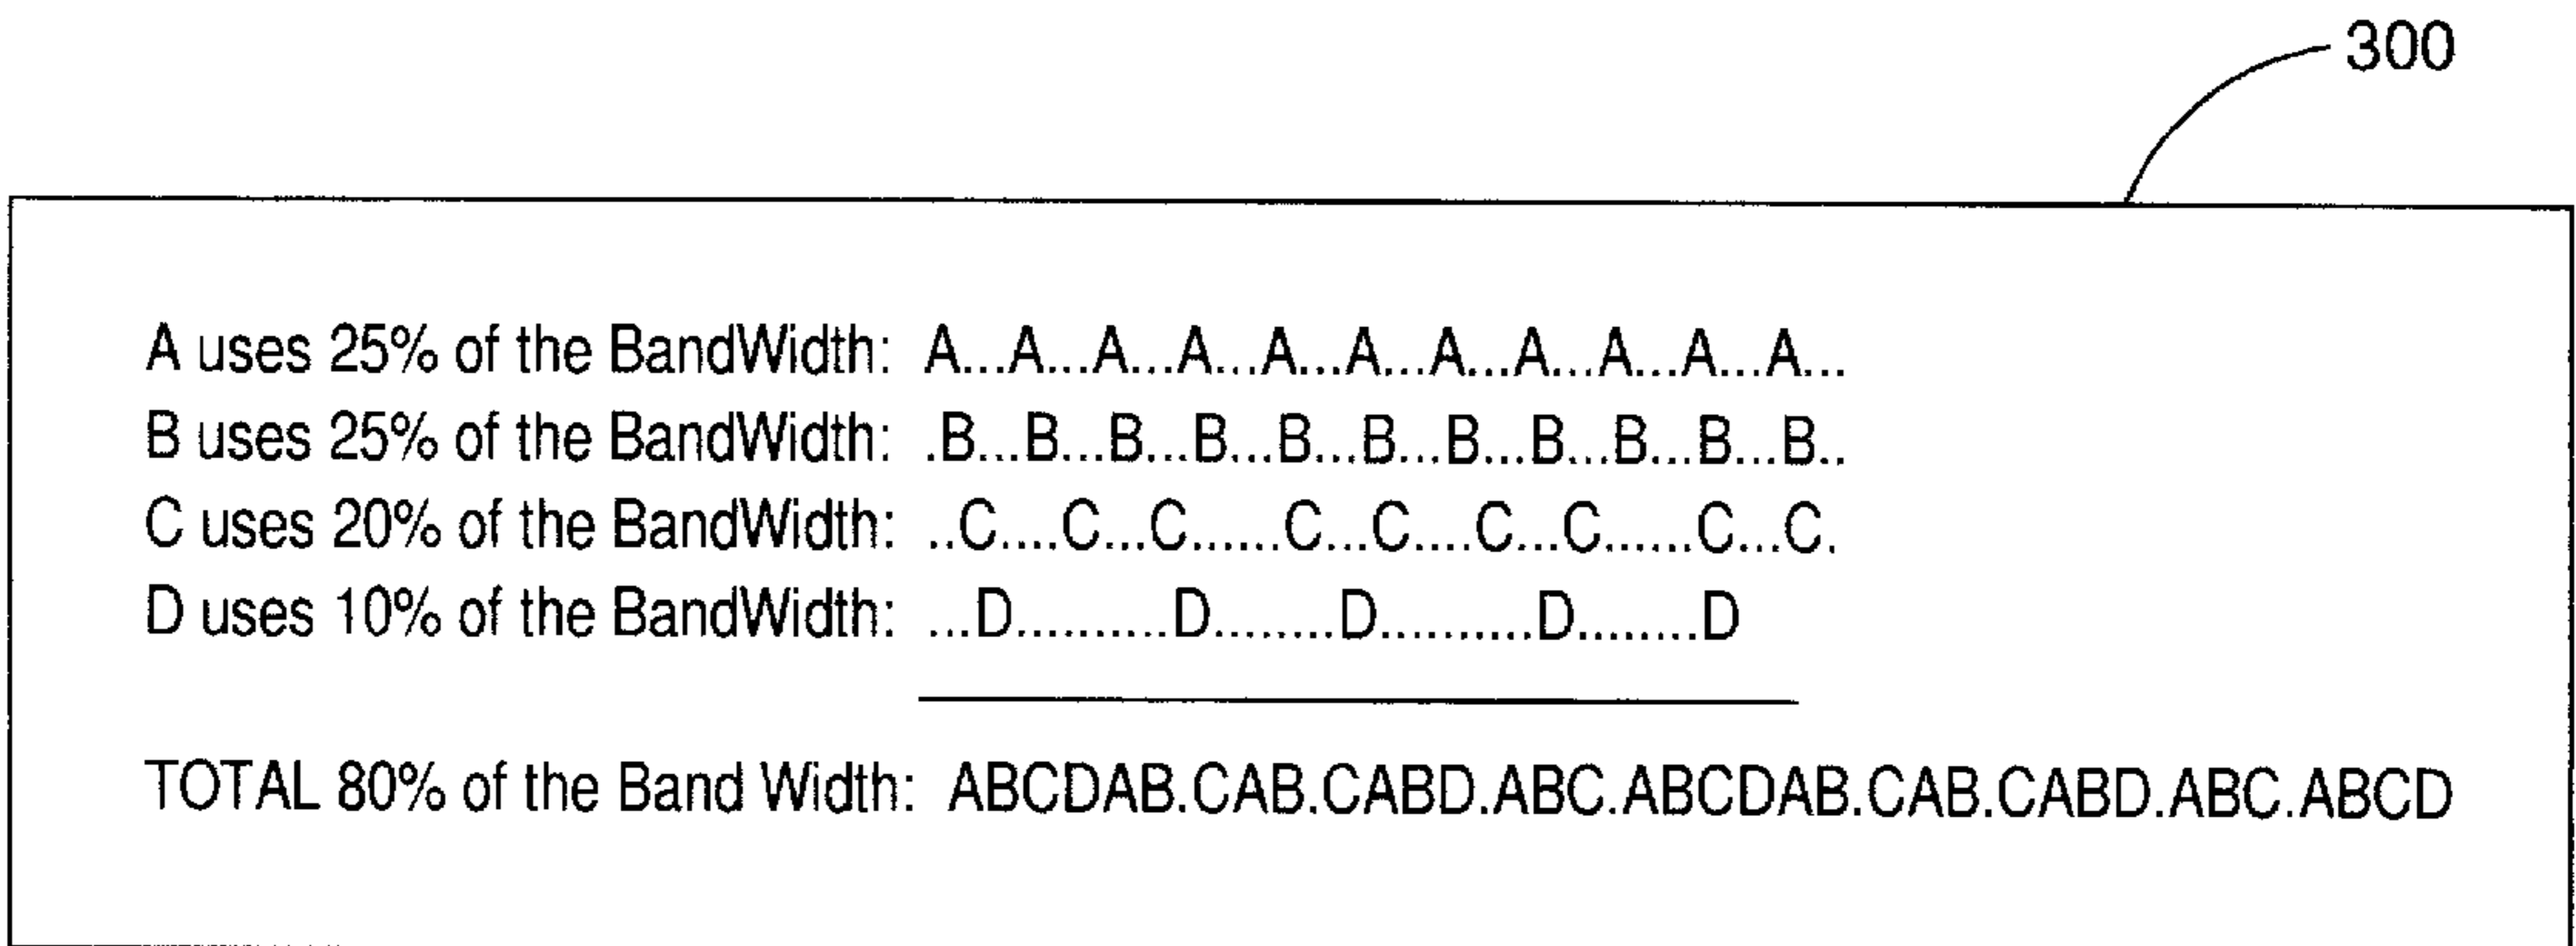 300
A uses 25% of the BandWidth: A...A...A...A...A...A...A...A...A...A...A...
B uses 25% of the BandWidth: .B...B...B...B...B...B...B...B...B...B...B..
C uses 20% of the BandWidth: ..C....C...C......C...C....C...C......C...C.
D uses 10% of the BandWidth: ...D..........D........D..........D........D
TOTAL 80% of the Band Width: ABCDAB.CAB.CABD.ABC.ABCDAB.CAB.CABD.ABC.ABCD